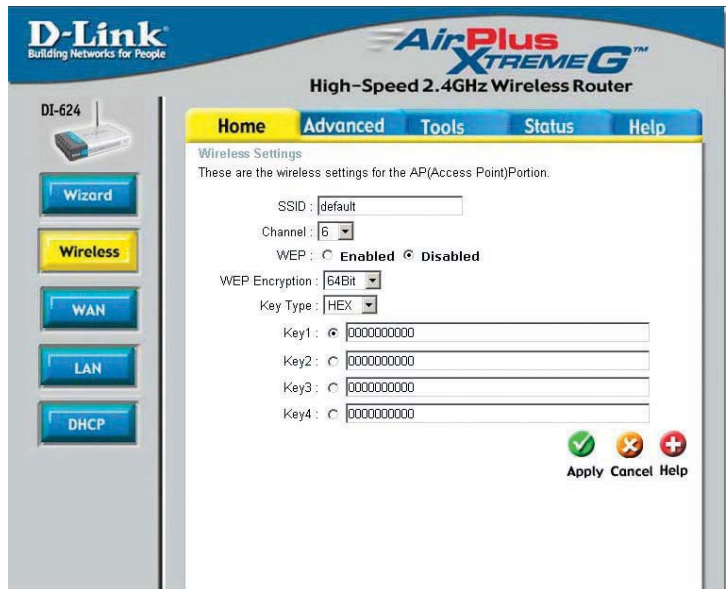 D-Link
Building Networks for People
AirPlus
XTREME G™
High-Speed 2.4GHz Wireless Router
DI-624
Home Advanced Tools Status Help
Wizard
Wireless
WAN
LAN
DHCP
Wireless Settings
These are the wireless settings for the AP(Access Point)Portion.
SSID : default
Channel : 6
WEP : Enabled Disabled
WEP Encryption : 64Bit
Key Type : HEX
Key1 : 0000000000
Key2 : 0000000000
Key3 : 0000000000
Key4 : 0000000000
Apply Cancel Help